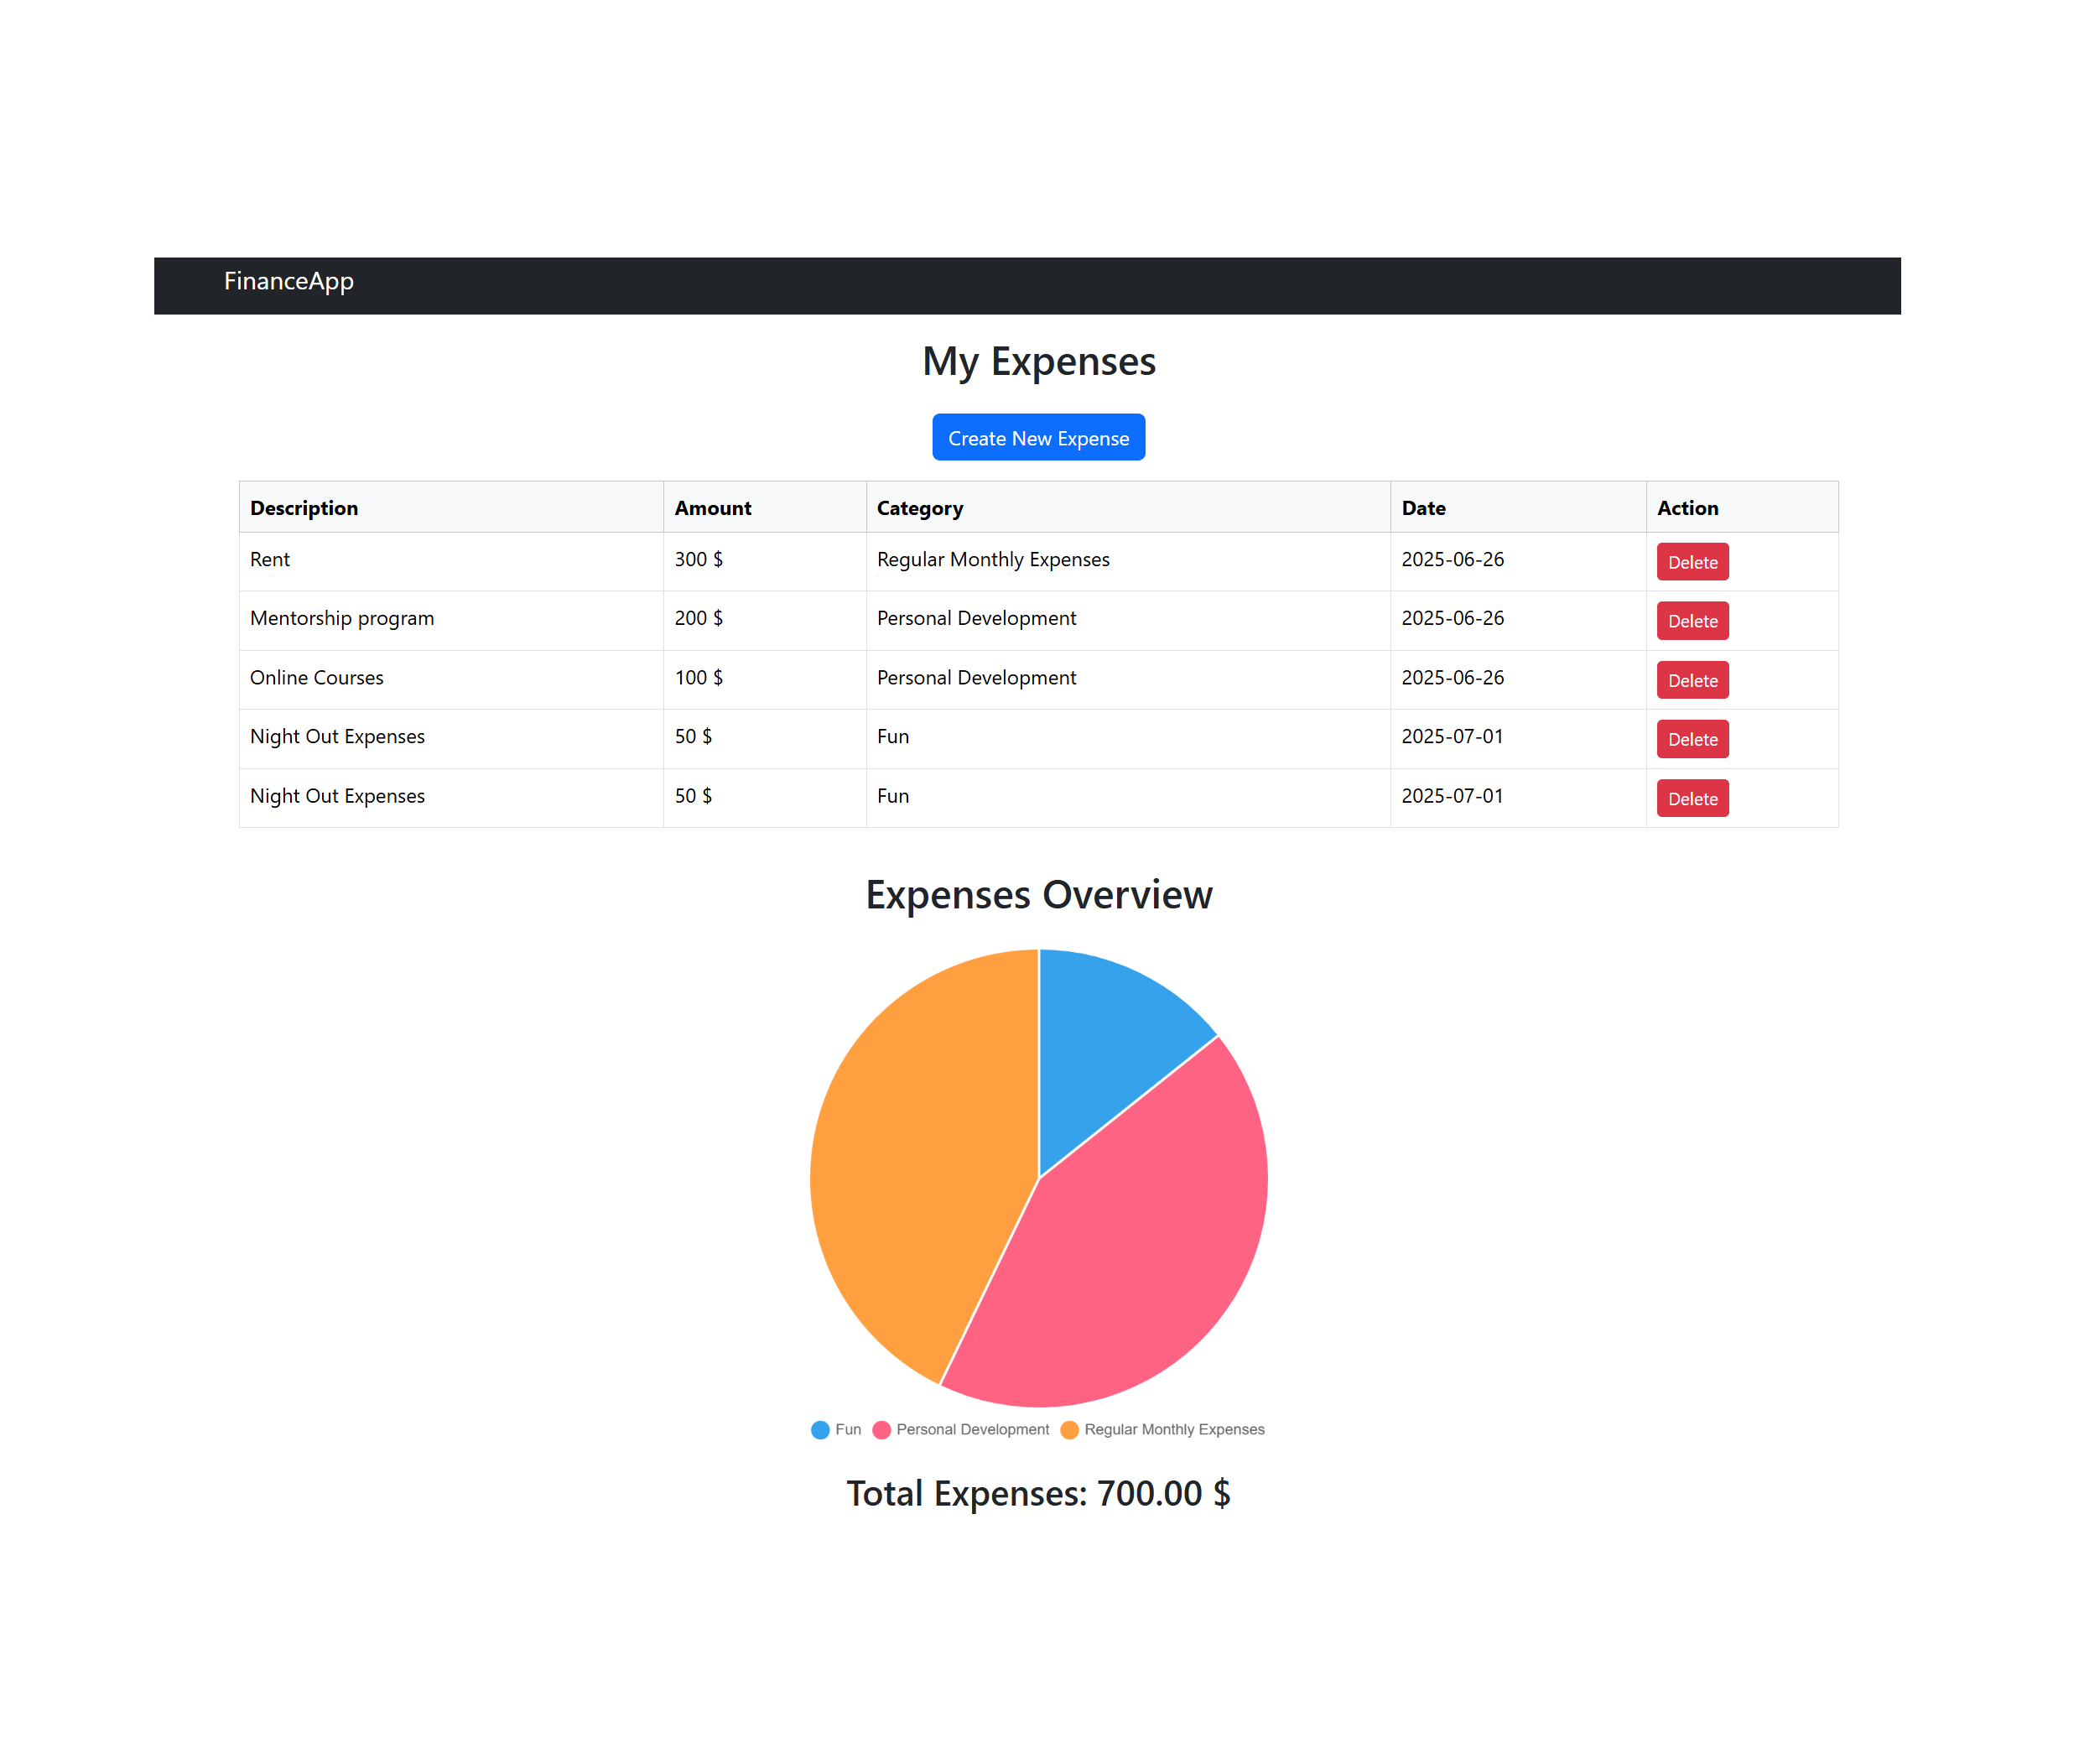 FinanceApp
My Expenses
Create New Expense
Description Amount Category Date Action
Rent 300 $ Regular Monthly Expenses 2025-06-26 Delete
Mentorship program 200 $ Personal Development 2025-06-26 Delete
Online Courses 100 $ Personal Development 2025-06-26 Delete
Night Out Expenses 50 $ Fun 2025-07-01 Delete
Night Out Expenses 50 $ Fun 2025-07-01 Delete
Expenses Overview
Fun Personal Development Regular Monthly Expenses
Total Expenses: 700.00 $